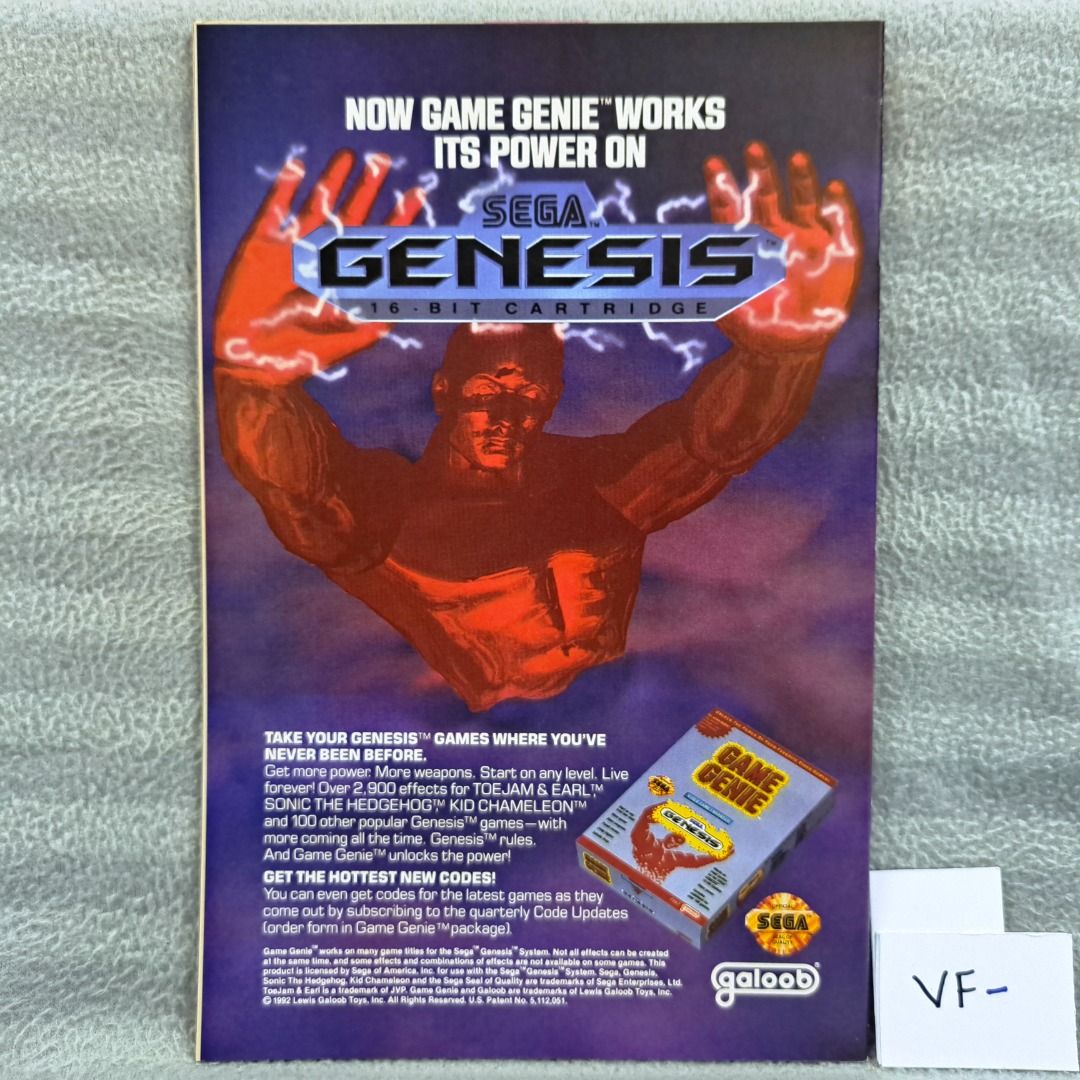 NOW GAME GENIE™ WORKS
ITS POWER ON
SEGA™
GENESIS™
16-BIT CARTRIDGE
TAKE YOUR GENESIS™ GAMES WHERE YOU'VE
NEVER BEEN BEFORE.
Get more power. More weapons. Start on any level. Live
forever! Over 2,900 effects for TOEJAM & EARL,™
SONIC THE HEDGEHOG,™ KID CHAMELEON™
and 100 other popular Genesis™ games—with
more coming all the time. Genesis™ rules.
And Game Genie™ unlocks the power!
GET THE HOTTEST NEW CODES!
You can even get codes for the latest games as they
come out by subscribing to the quarterly Code Updates
(order form in Game Genie™ package).
Game Genie™ works on many game titles for the Sega™ Genesis™ System. Not all effects can be created
at the same time, and some effects and combinations of effects are not available on some games. This
product is licensed by Sega of America, Inc. for use with the Sega™ Genesis™ System. Sega, Genesis,
Sonic The Hedgehog, Kid Chameleon and the Sega Seal of Quality are trademarks of Sega Enterprises, Ltd.
ToeJam & Earl is a trademark of JVP. Game Genie and Galoob are trademarks of Lewis Galoob Toys, Inc.
© 1992 Lewis Galoob Toys, Inc. All Rights Reserved. U.S. Patent No. 5,112,051.
GAME
GENIE
GENESIS
SEGA
galoob
VF-